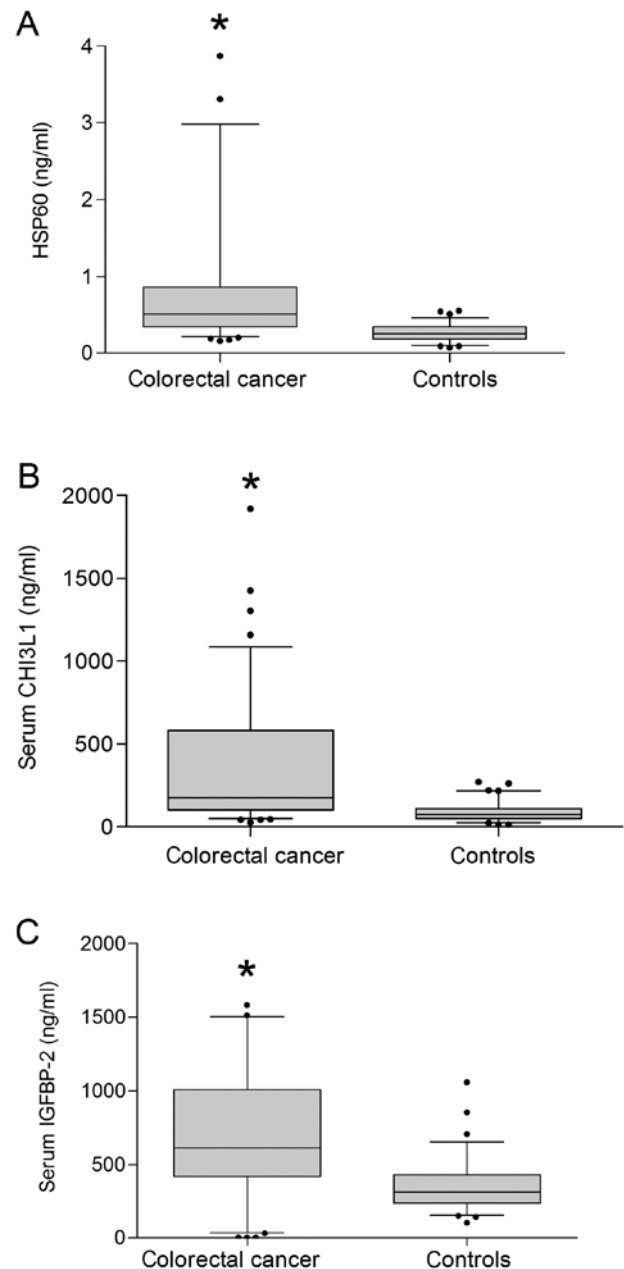 A
*
4
3
2
1
0
HSP60 (ng/ml)
Colorectal cancer Controls
B
*
2000
1500
1000
500
0
Serum CHI3L1 (ng/ml)
Colorectal cancer Controls
C
*
2000
1500
1000
500
0
Serum IGFBP-2 (ng/ml)
Colorectal cancer Controls